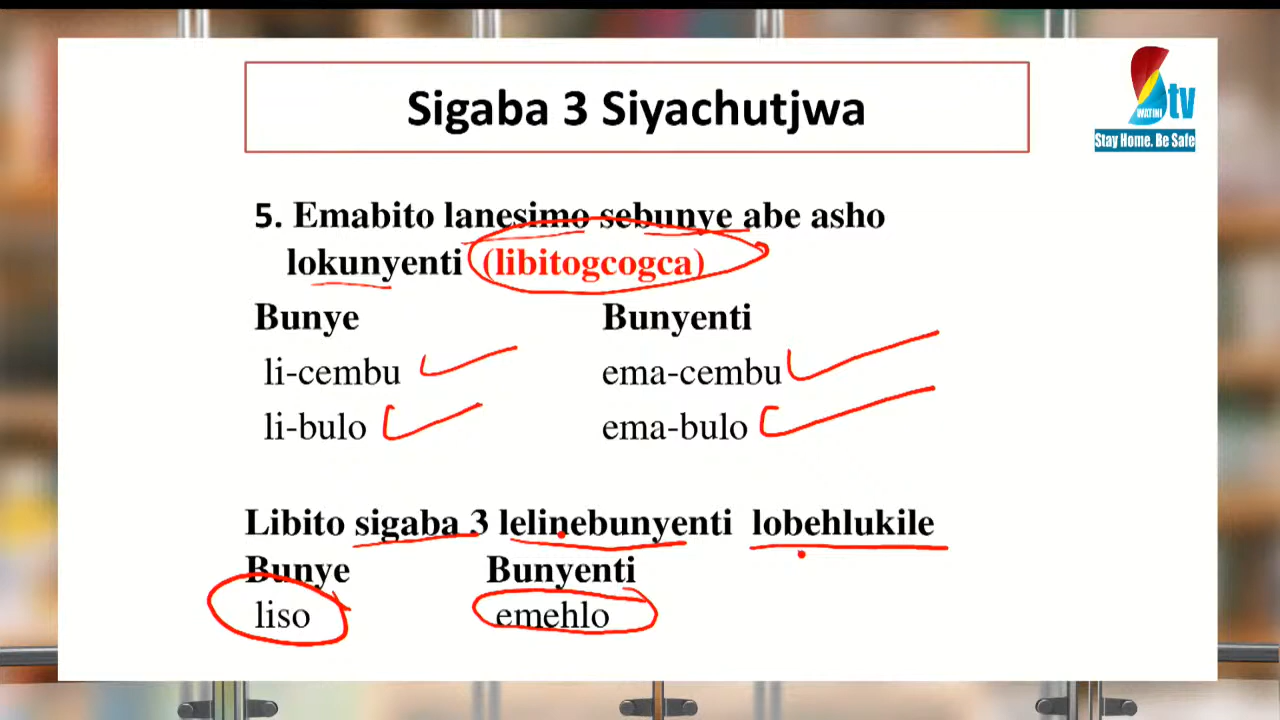 Sigaba 3 Siyachutjwa
tv
WATINI
Stay Home. Be Safe
5. Emabito lanesimo sebunye abe asho
lokunyenti (libitogcogca)
Bunye Bunyenti
li-cembu ema-cembu
li-bulo ema-bulo
Libito sigaba 3 lelinebunyenti lobehlukile
Bunye Bunyenti
liso emehlo